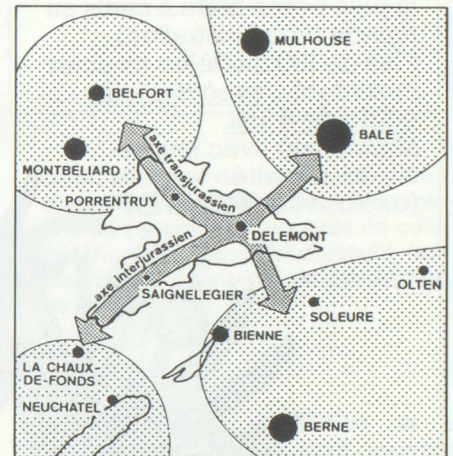 MULHOUSE
BELFORT
BALE
MONTBELIARD
axe transjurassien
PORRENTRUY
DELEMONT
axe interjurassien
SAIGNELEGIER
OLTEN
SOLEURE
BIENNE
LA CHAUX-
DE-FONDS
NEUCHATEL
BERNE